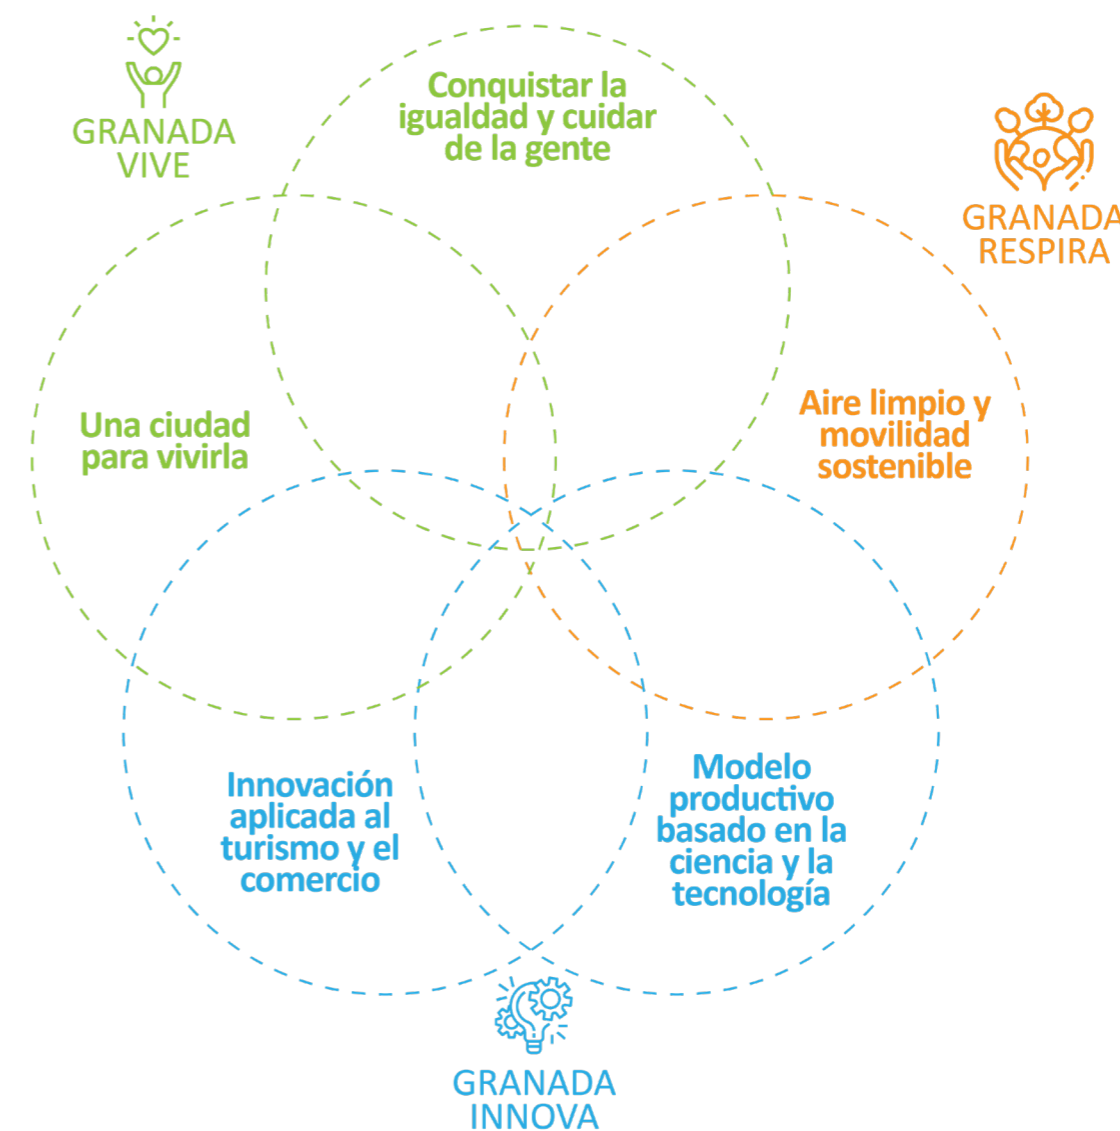 GRANADA
VIVE
Conquistar la
igualdad y cuidar
de la gente
GRANADA
RESPIRA
Una ciudad
para vivirla
Aire limpio y
movilidad
sostenible
Innovación
aplicada al
turismo y el
comercio
Modelo
productivo
basado en la
ciencia y la
tecnología
GRANADA
INNOVA